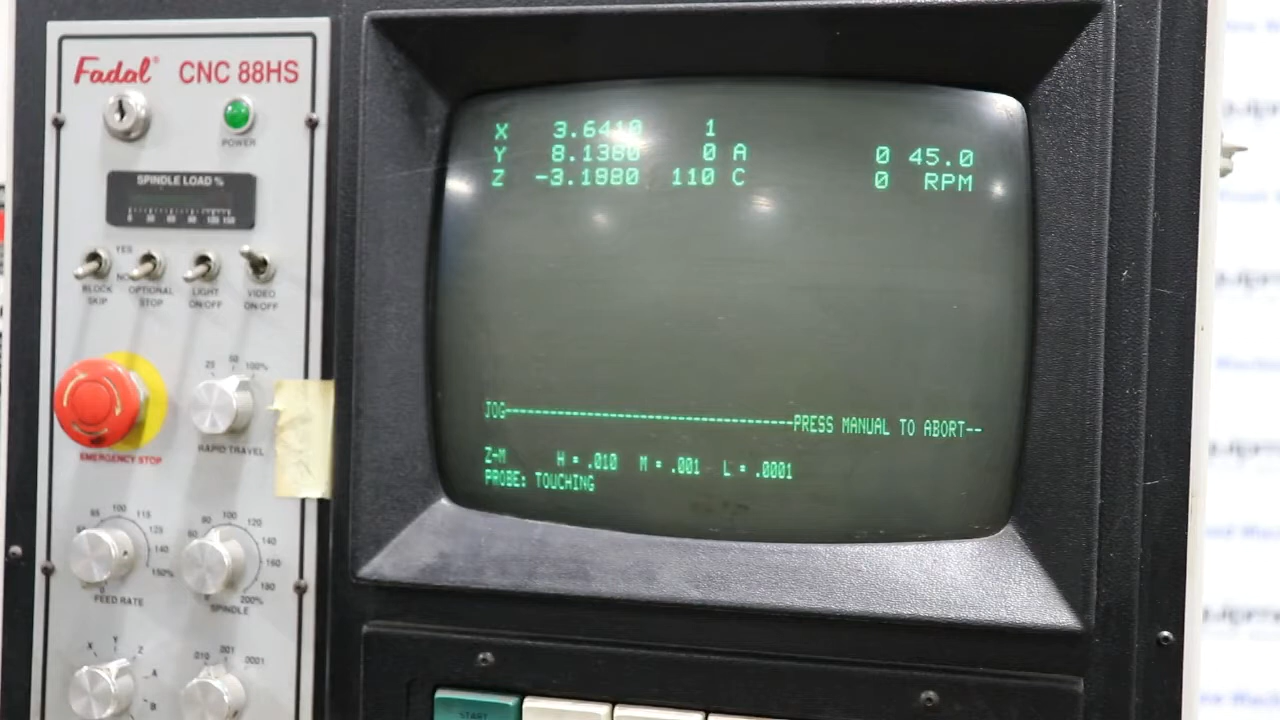 Fadal CNC 88HS
POWER
SPINDLE LOAD %
YES
NO
BLOCK SKIP
OPTIONAL STOP
LIGHT ON/OFF
VIDEO ON/OFF
25 50 100%
EMERGENCY STOP
RAPID TRAVEL
85 100 115 125 140 150%
FEED RATE
60 80 100 120 140 160 180 200%
SPINDLE
X Y Z A B
.010 .001 .0001
X 3.6410 1
Y 8.1380 0 A 0 45.0
Z -3.1980 110 C 0 RPM
JOG----------------------------------------PRESS MANUAL TO ABORT--
Z-M H = .010 M = .001 L = .0001
PROBE: TOUCHING
START